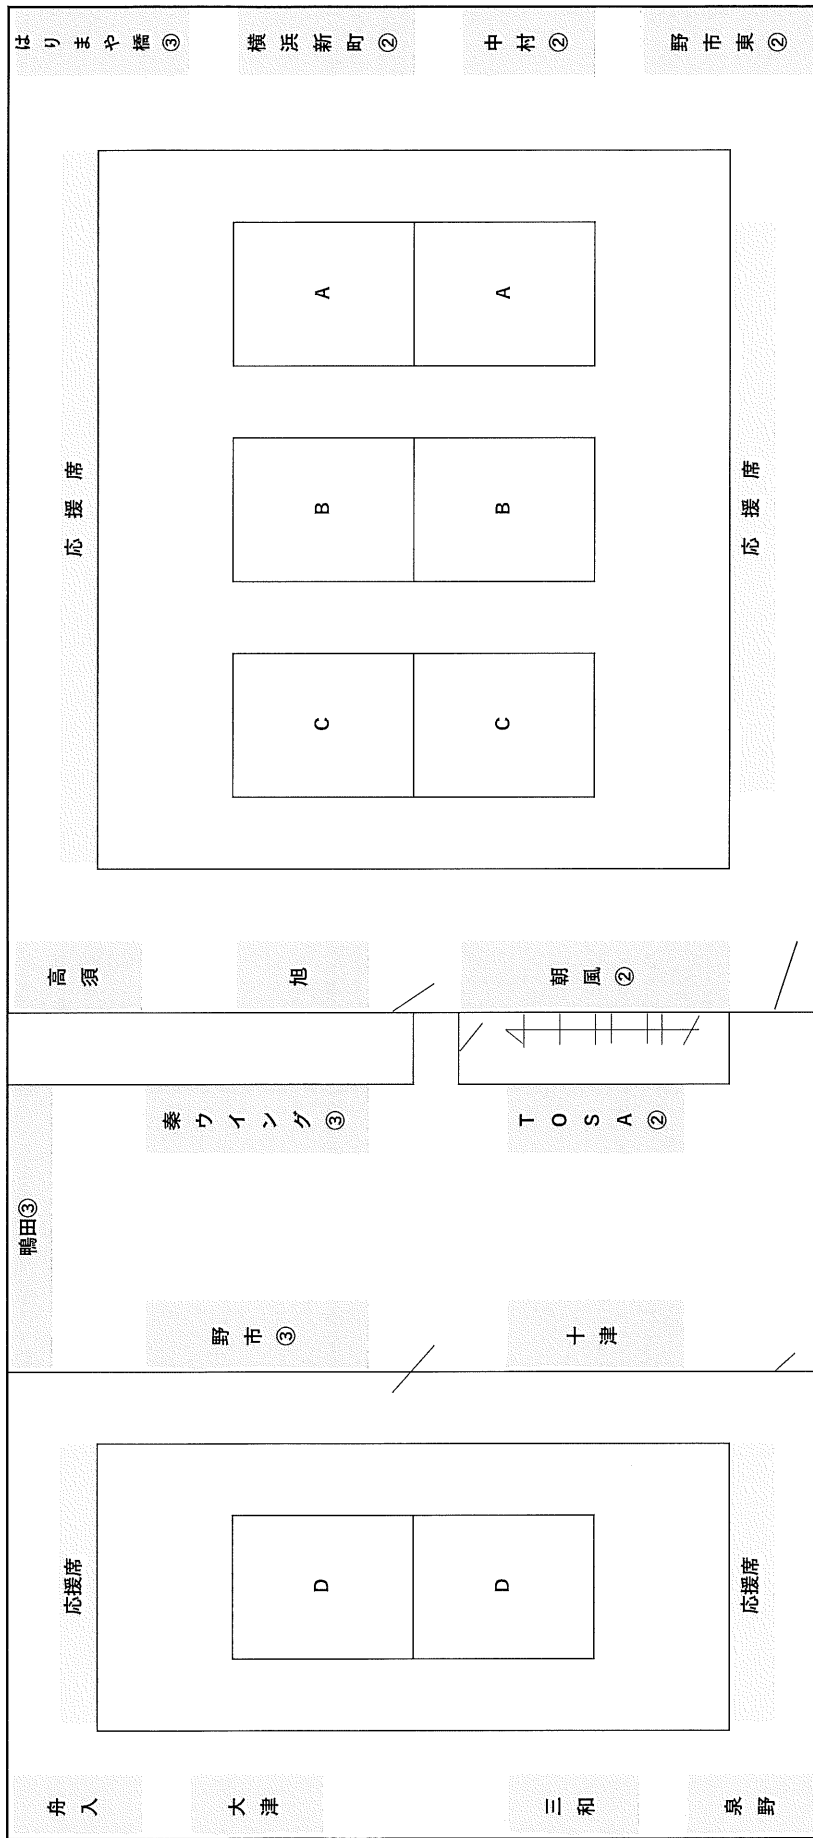 はりまや橋③
横浜新町②
中村②
野市東②
応援席
A
A
B
B
応援席
C
C
高須
旭
朝風②
秦ウイング③
TOSA②
鴨田③
野市③
十津
応援席
D
D
応援席
舟入
大津
三和
泉野